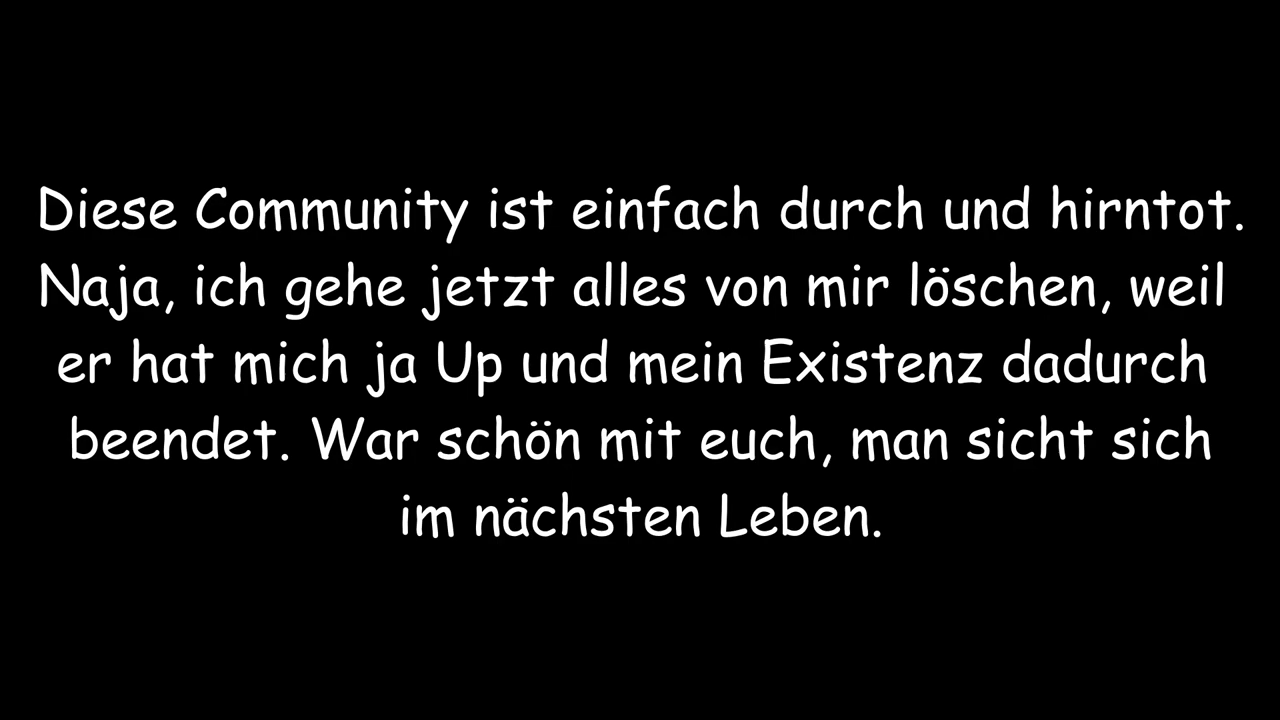 Diese Community ist einfach durch und hirntot.
Naja, ich gehe jetzt alles von mir löschen, weil
er hat mich ja Up und mein Existenz dadurch
beendet. War schön mit euch, man sicht sich
im nächsten Leben.